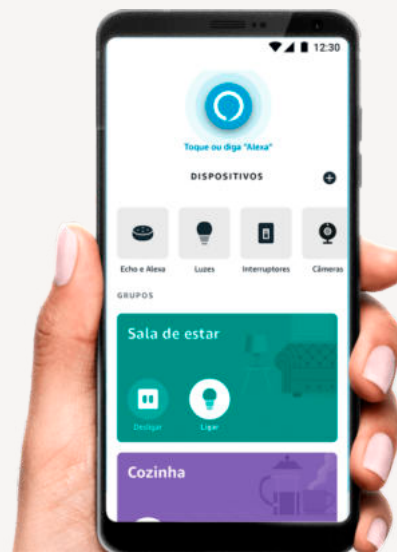 12:30
Toque ou diga "Alexa"
DISPOSITIVOS
Echo e Alexa Luzes Interruptores Câmeras
GRUPOS
Sala de estar
Desligar Ligar
Cozinha